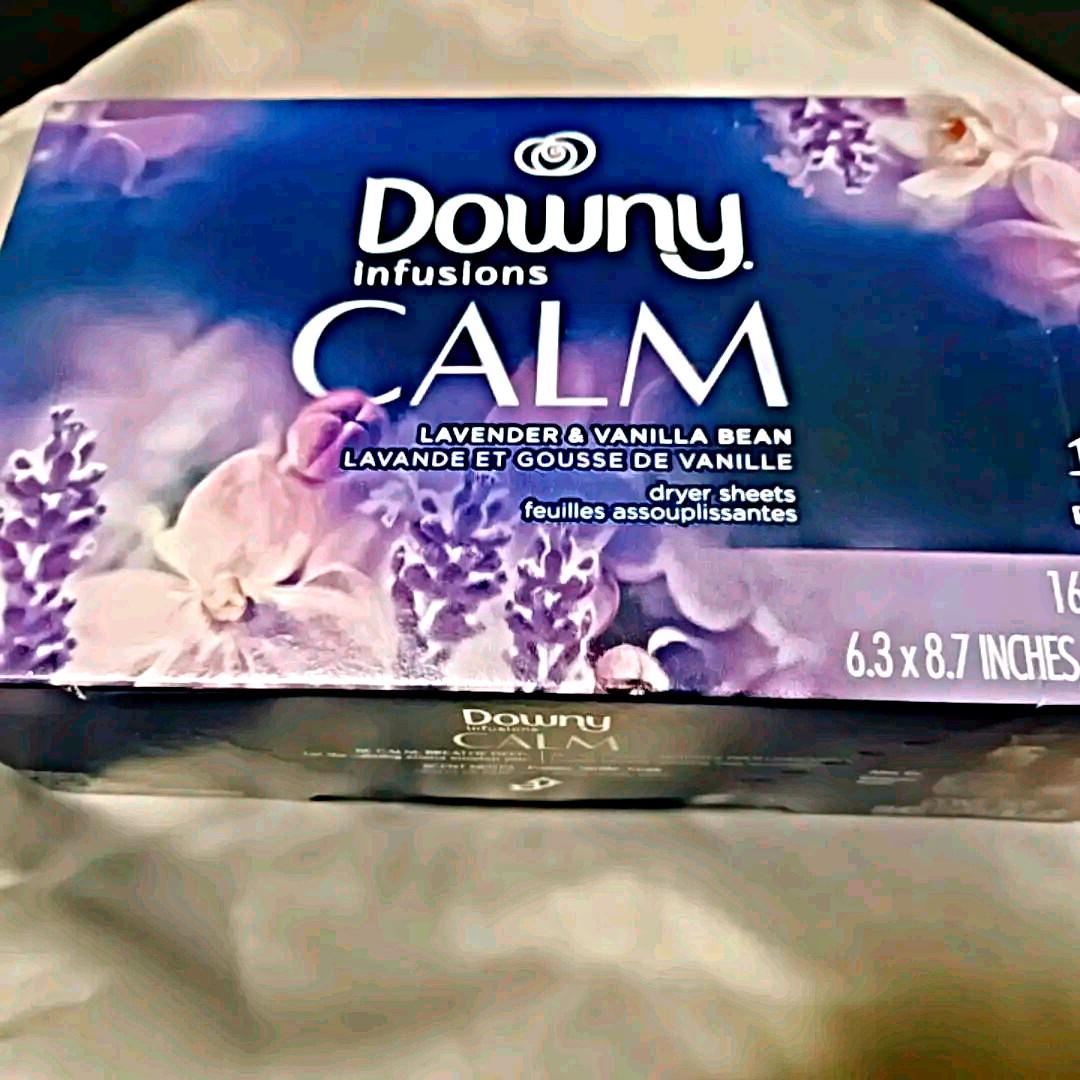 Downy
Infusions
CALM
LAVENDER & VANILLA BEAN
LAVANDE ET GOUSSE DE VANILLE
dryer sheets
feuilles assouplissantes
16
6.3 x 8.7 INCHES
Downy
Infusions
CALM